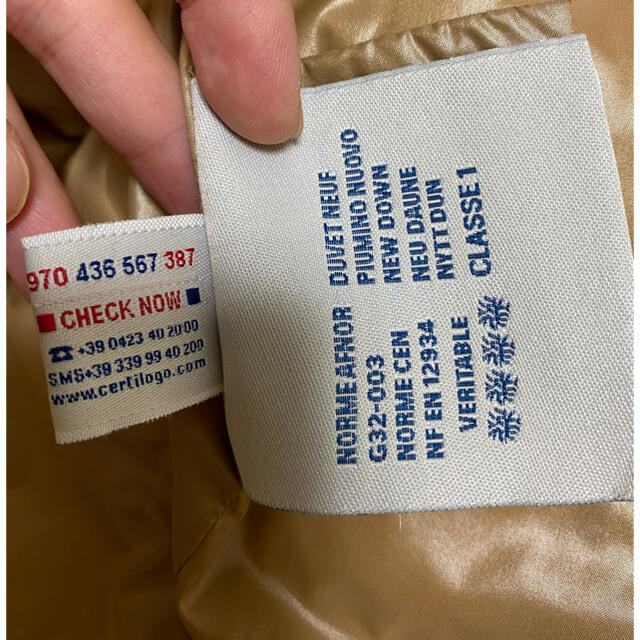 970 436 567 387
CHECK NOW
+39 0423 40 20 00
SMS+39 339 99 40 200
www.certilogo.com
NORME AFNOR DUVET NEUF
G32-003 PIUMINO NUOVO
NORME CEN NEW DOWN
NF EN 12934 NEU DAUNE
VERITABLE NYTT DUN
CLASSE 1